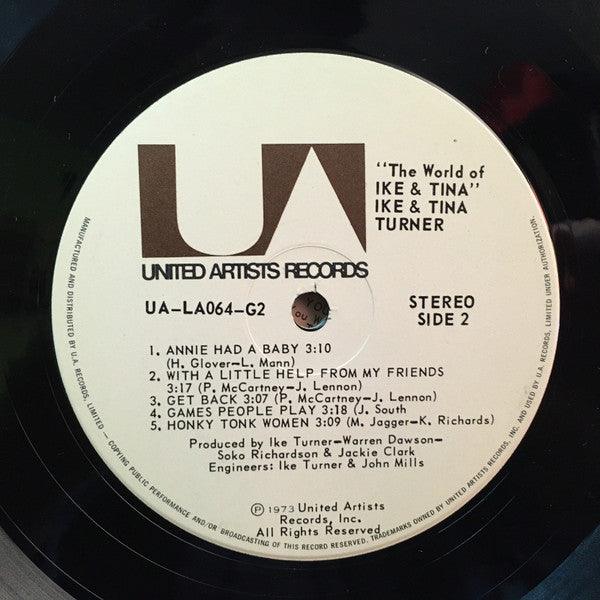 UA
UNITED ARTISTS RECORDS
"The World of
IKE & TINA"
IKE & TINA
TURNER
UA-LA064-G2
STEREO
SIDE 2
1. ANNIE HAD A BABY 3:10
(H. Glover-L. Mann)
2. WITH A LITTLE HELP FROM MY FRIENDS
3:17 (P. McCartney-J. Lennon)
3. GET BACK 3:07 (P. McCartney-J. Lennon)
4. GAMES PEOPLE PLAY 3:18 (J. South)
5. HONKY TONK WOMEN 3:09 (M. Jagger-K. Richards)
Produced by Ike Turner-Warren Dawson-
Soko Richardson & Jackie Clark
Engineers: Ike Turner & John Mills
Ⓟ 1973 United Artists
Records, Inc.
All Rights Reserved
MANUFACTURED AND DISTRIBUTED BY U.A. RECORDS, LIMITED – COPYING PUBLIC PERFORMANCE AND/OR BROADCASTING OF THIS RECORD RESERVED. TRADEMARKS OWNED BY UNITED ARTISTS RECORDS, INC. AND USED BY U.A. RECORDS, LIMITED UNDER AUTHORIZATION.
YOU